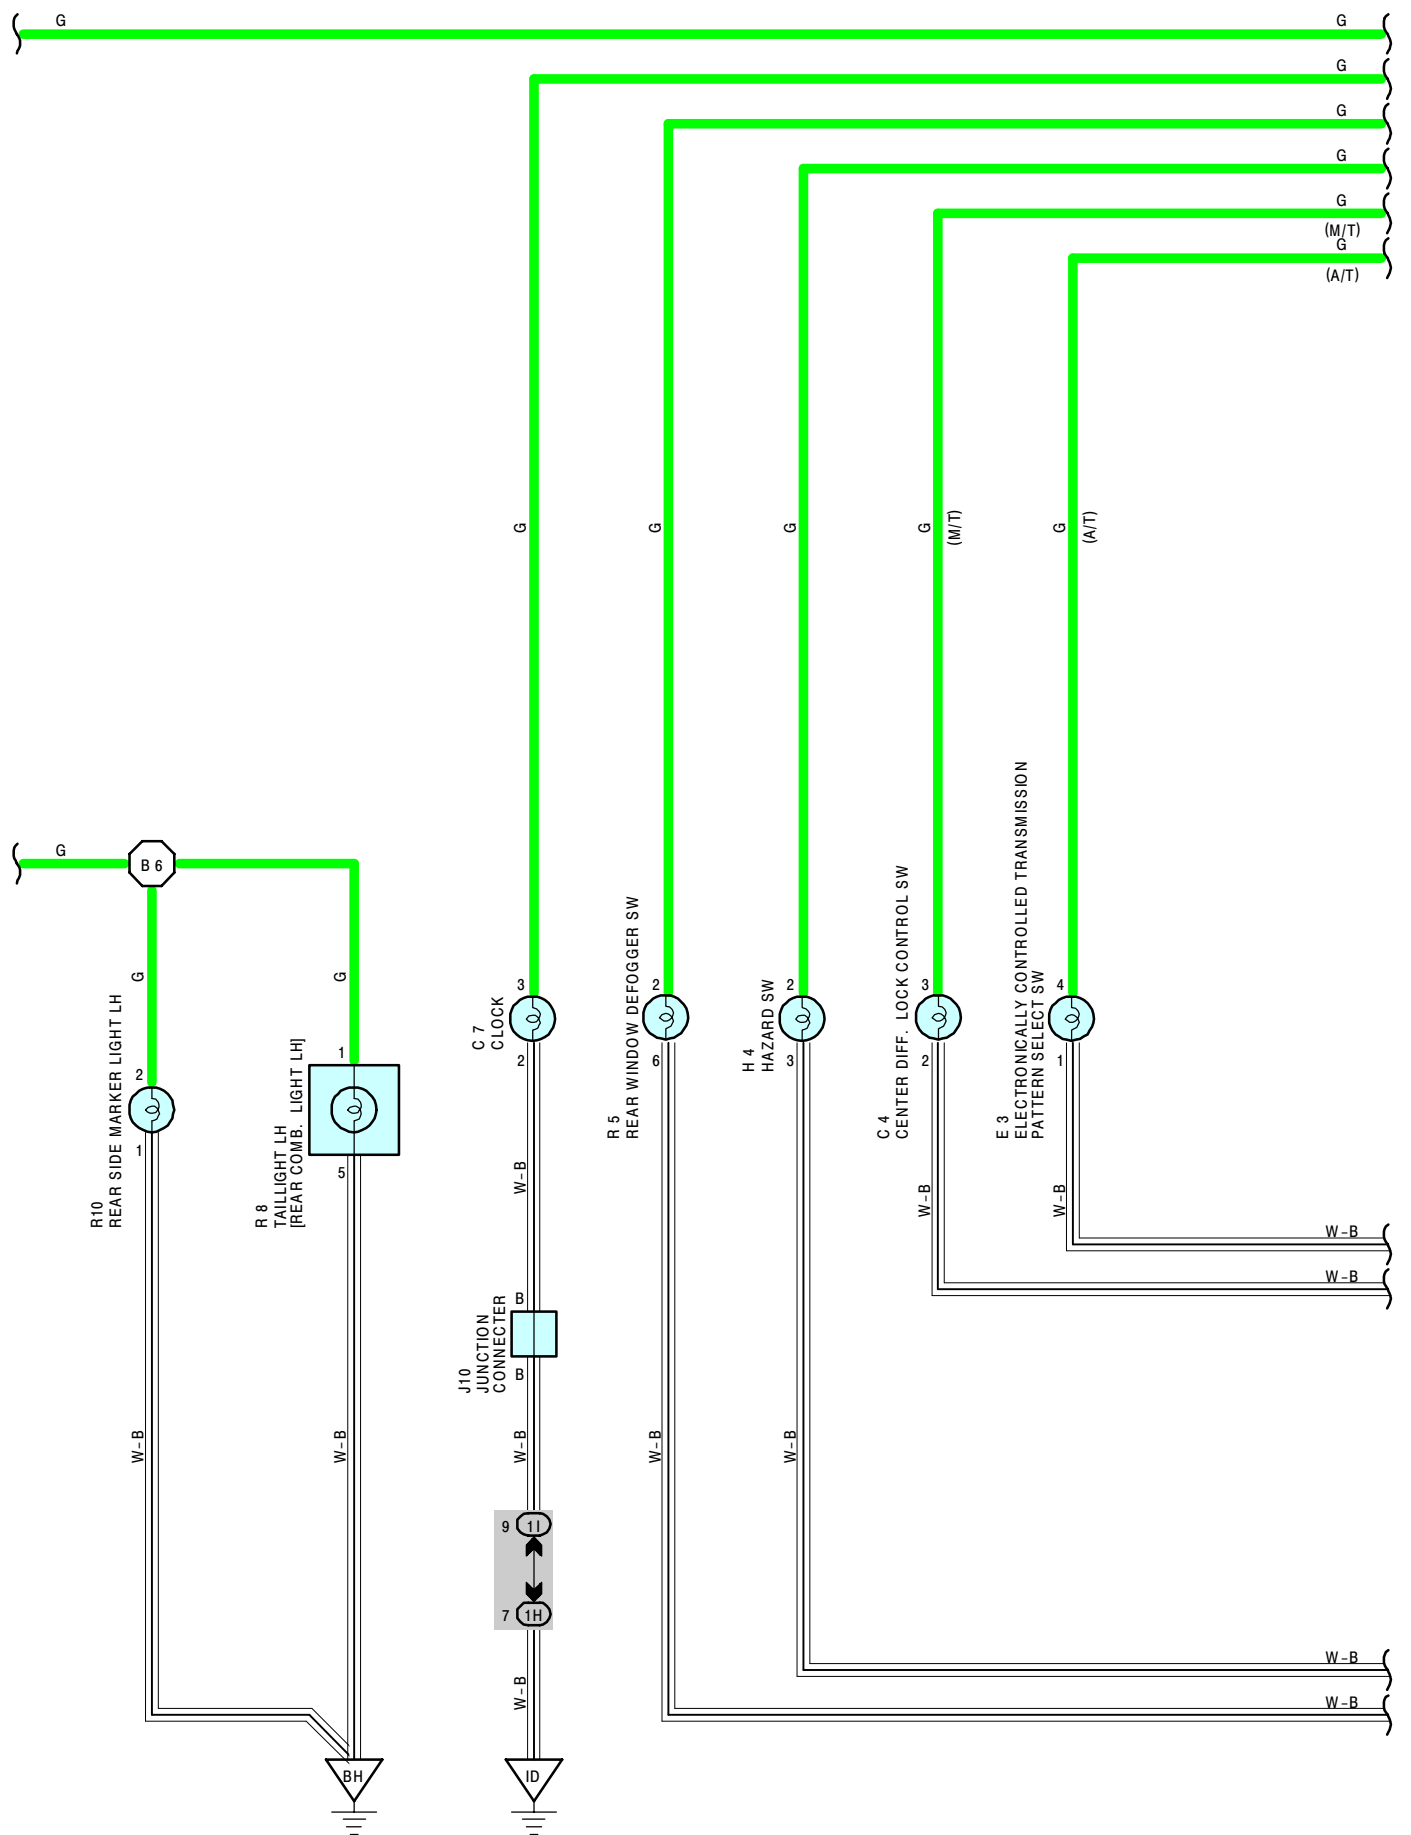 G
G
G
G
G
G
(M/T)
G
(A/T)
G
G
G
G
(M/T)
G
(A/T)
G
B 6
G
G
2
R10
REAR SIDE MARKER LIGHT LH
1
1
R 8
TAILLIGHT LH
[REAR COMB. LIGHT LH]
5
3
C 7
CLOCK
2
2
R 5
REAR WINDOW DEFOGGER SW
6
2
H 4
HAZARD SW
3
3
C 4
CENTER DIFF. LOCK CONTROL SW
2
4
E 3
ELECTRONICALLY CONTROLLED TRANSMISSION
PATTERN SELECT SW
1
W-B
W-B
W-B
W-B
W-B
B
J10
JUNCTION
CONNECTER
B
W-B
W-B
W-B
W-B
W-B
9
1I
7
1H
W-B
W-B
W-B
BH
ID